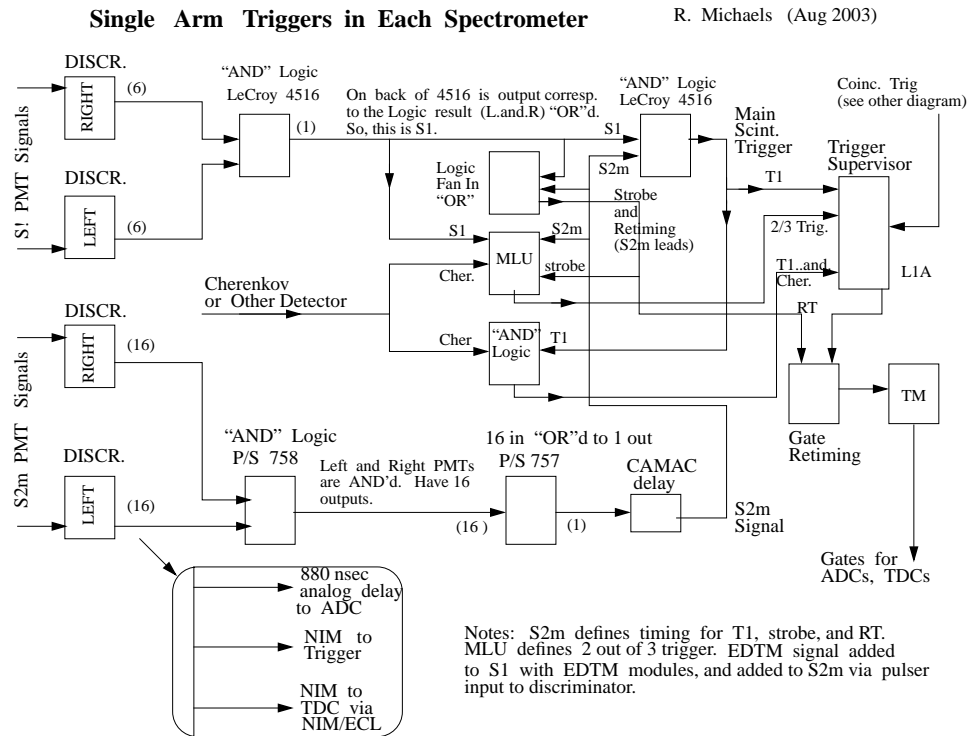 Single Arm Triggers in Each Spectrometer
R. Michaels (Aug 2003)
DISCR.
RIGHT
(6)
"AND" Logic
LeCroy 4516
(1)
On back of 4516 is output corresp.
to the Logic result (L.and.R) "OR"d.
So, this is S1.
S1
"AND" Logic
LeCroy 4516
Main
Scint.
Trigger
Coinc. Trig
(see other diagram)
Trigger
Supervisor
S! PMT Signals
DISCR.
LEFT
(6)
Logic
Fan In
"OR"
S2m
Strobe
and
Retiming
(S2m leads)
T1
2/3 Trig.
S1
S2m
MLU
Cher.
strobe
T1..and.
Cher.
L1A
RT
Cherenkov
or Other Detector
Cher
"AND"
Logic
T1
DISCR.
RIGHT
(16)
S2m PMT Signals
DISCR.
LEFT
(16)
"AND" Logic
P/S 758
Left and Right PMTs
are AND'd. Have 16
outputs.
(16 )
16 in "OR"d to 1 out
P/S 757
(1)
CAMAC
delay
S2m
Signal
Gate
Retiming
TM
Gates for
ADCs, TDCs
880 nsec
analog delay
to ADC
NIM to
Trigger
NIM to
TDC via
NIM/ECL
Notes: S2m defines timing for T1, strobe, and RT.
MLU defines 2 out of 3 trigger. EDTM signal added
to S1 with EDTM modules, and added to S2m via pulser
input to discriminator.